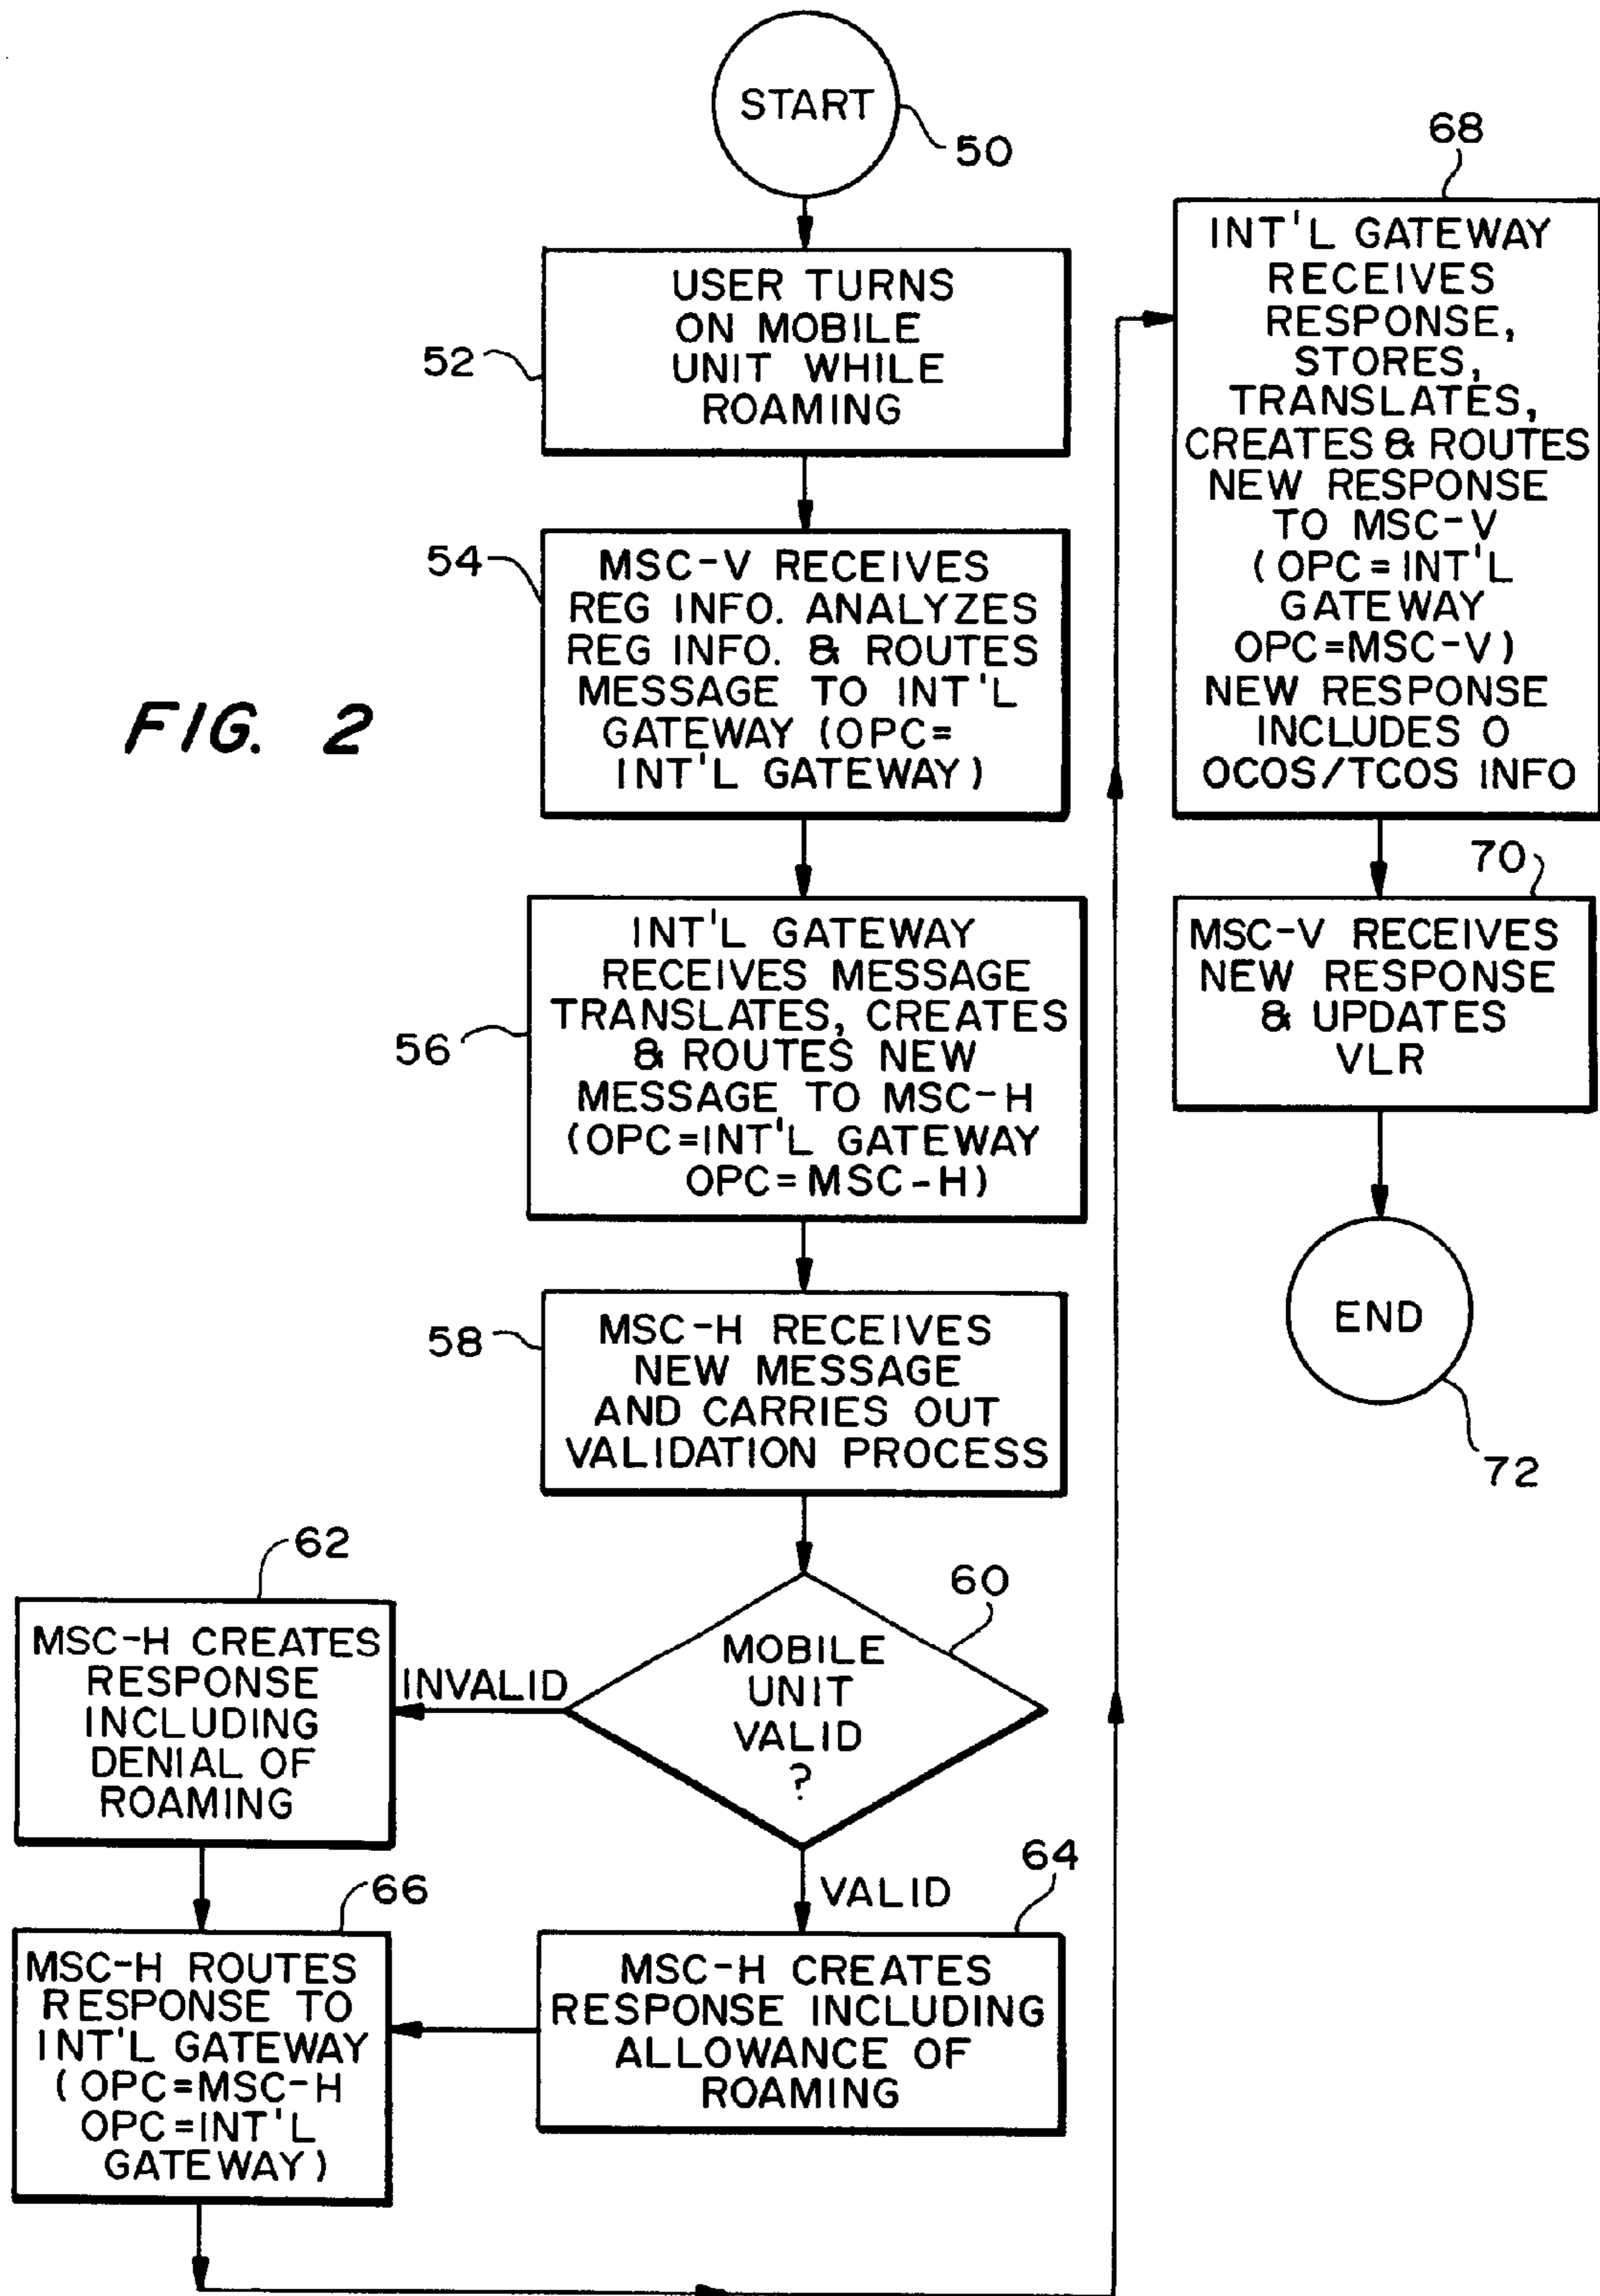 START
50
52
USER TURNS
ON MOBILE
UNIT WHILE
ROAMING
54
MSC-V RECEIVES
REG INFO. ANALYZES
REG INFO. & ROUTES
MESSAGE TO INT'L
GATEWAY (OPC=
INT'L GATEWAY)
FIG. 2
56
INT'L GATEWAY
RECEIVES MESSAGE
TRANSLATES, CREATES
& ROUTES NEW
MESSAGE TO MSC-H
(OPC=INT'L GATEWAY
OPC=MSC-H)
58
MSC-H RECEIVES
NEW MESSAGE
AND CARRIES OUT
VALIDATION PROCESS
60
MOBILE
UNIT
VALID
?
INVALID
62
MSC-H CREATES
RESPONSE
INCLUDING
DENIAL OF
ROAMING
VALID
64
MSC-H CREATES
RESPONSE INCLUDING
ALLOWANCE OF
ROAMING
66
MSC-H ROUTES
RESPONSE TO
INT'L GATEWAY
(OPC=MSC-H
OPC=INT'L
GATEWAY)
68
INT'L GATEWAY
RECEIVES
RESPONSE,
STORES,
TRANSLATES,
CREATES & ROUTES
NEW RESPONSE
TO MSC-V
(OPC=INT'L
GATEWAY
OPC=MSC-V)
NEW RESPONSE
INCLUDES O
OCOS/TCOS INFO
70
MSC-V RECEIVES
NEW RESPONSE
& UPDATES
VLR
END
72